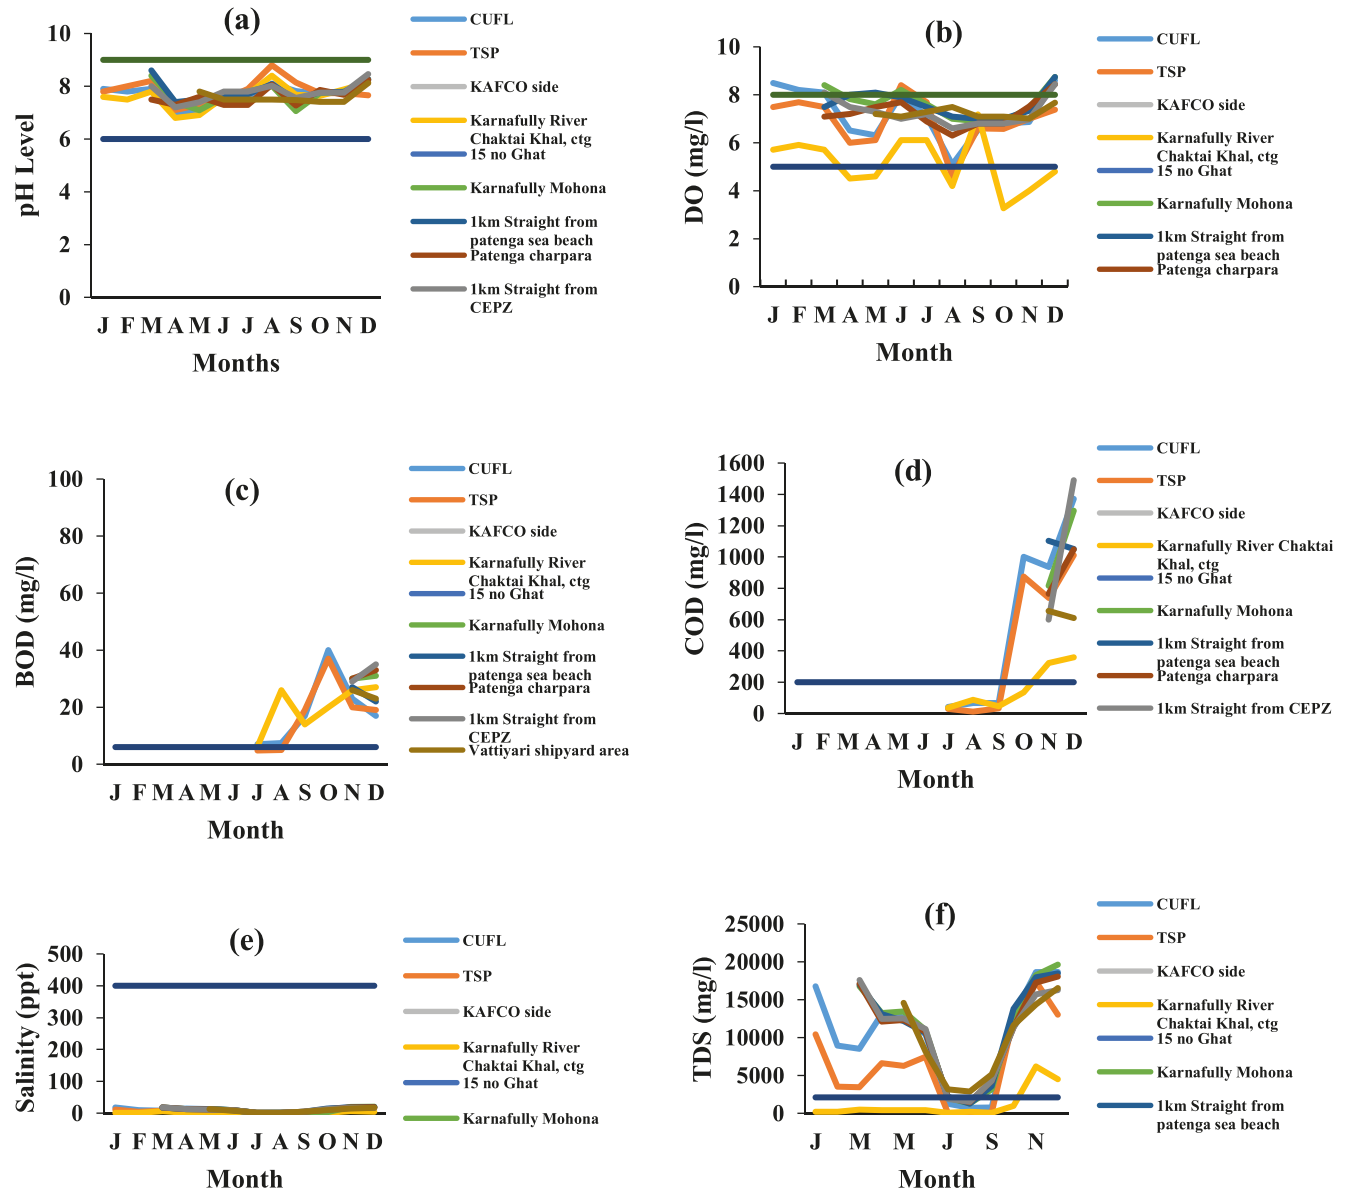 (a)
10
8
6
4
2
0
pH Level
J F M A M J J A S O N D
Months
CUFL
TSP
KAFCO side
Karnafully River
Chaktai Khal, ctg
15 no Ghat
Karnafully Mohona
1km Straight from
patenga sea beach
Patenga charpara
1km Straight from
CEPZ
(b)
10
8
6
4
2
0
DO (mg/l)
J F M A M J J A S O N D
Month
CUFL
TSP
KAFCO side
Karnafully River
Chaktai Khal, ctg
15 no Ghat
Karnafully Mohona
1km Straight from
patenga sea beach
Patenga charpara
(c)
100
80
60
40
20
0
BOD (mg/l)
J F M A M J J A S O N D
Month
CUFL
TSP
KAFCO side
Karnafully River
Chaktai Khal, ctg
15 no Ghat
Karnafully Mohona
1km Straight from
patenga sea beach
Patenga charpara
1km Straight from
CEPZ
Vattiyari shipyard area
(d)
1600
1400
1200
1000
800
600
400
200
0
COD (mg/l)
J F M A M J J A S O N D
Month
CUFL
TSP
KAFCO side
Karnafully River Chaktai
Khal, ctg
15 no Ghat
Karnafully Mohona
1km Straight from
patenga sea beach
Patenga charpara
1km Straight from CEPZ
(e)
500
400
300
200
100
0
Salinity (ppt)
J F M A M J J A S O N D
Month
CUFL
TSP
KAFCO side
Karnafully River
Chaktai Khal, ctg
15 no Ghat
Karnafully Mohona
(f)
25000
20000
15000
10000
5000
0
TDS (mg/l)
J M M J S N
Month
CUFL
TSP
KAFCO side
Karnafully River
Chaktai Khal, ctg
15 no Ghat
Karnafully Mohona
1km Straight from
patenga sea beach